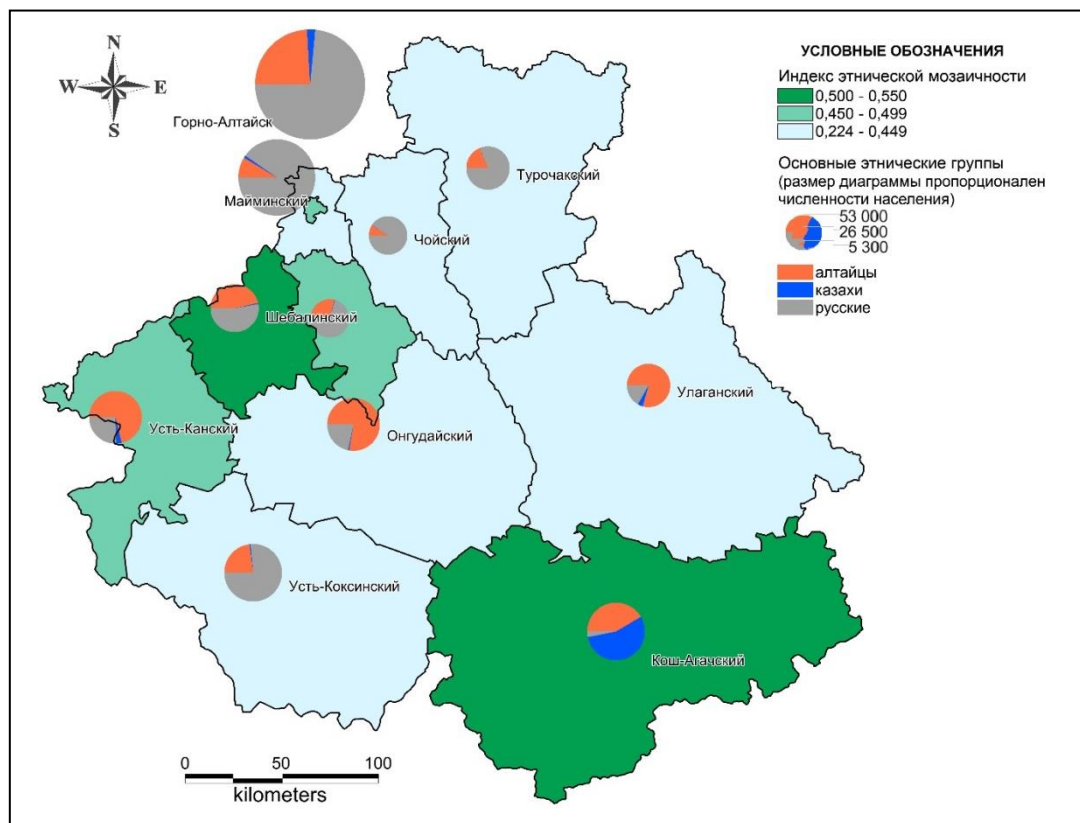 N
W
E
S
Горно-Алтайск
Майминский
Чойский
Турочакский
Шебалинский
Усть-Канский
Онгудайский
Улаганский
Усть-Коксинский
Кош-Агачский
УСЛОВНЫЕ ОБОЗНАЧЕНИЯ
Индекс этнической мозаичности
0,500 - 0,550
0,450 - 0,499
0,224 - 0,449
Основные этнические группы
(размер диаграммы пропорционален
численности населения)
53 000
26 500
5 300
алтайцы
казахи
русские
0 50 100
kilometers